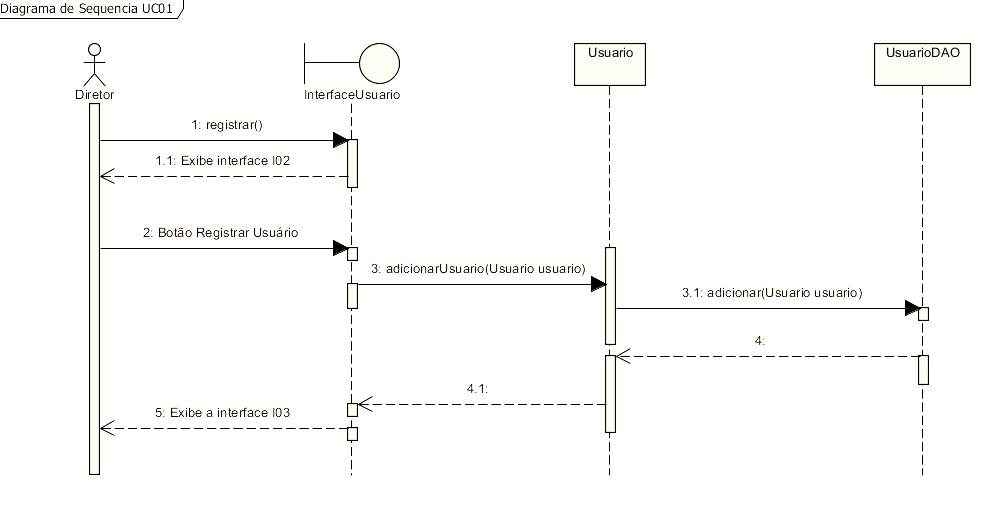 Diagrama de Sequencia UC01
Diretor
InterfaceUsuario
Usuario
UsuarioDAO
1: registrar()
1.1: Exibe interface I02
2: Botão Registrar Usuário
3: adicionarUsuario(Usuario usuario)
3.1: adicionar(Usuario usuario)
4:
4.1:
5: Exibe a interface I03